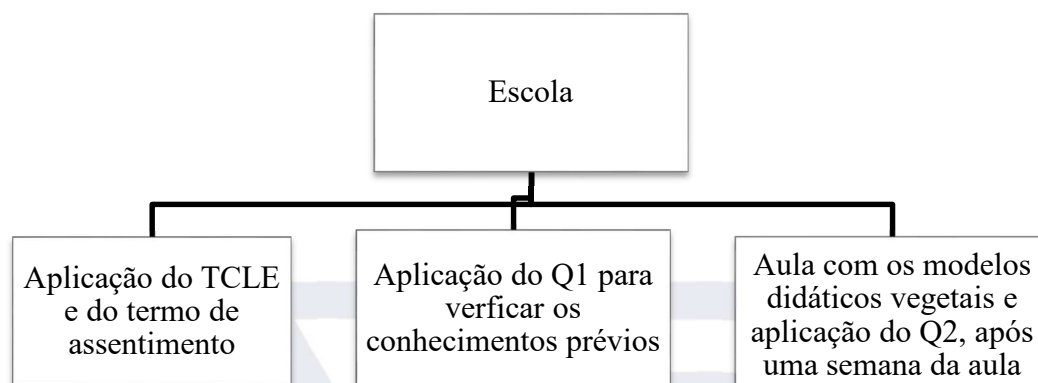 Escola
Aplicação do TCLE
e do termo de
assentimento
Aplicação do Q1 para
verficar os
conhecimentos prévios
Aula com os modelos
didáticos vegetais e
aplicação do Q2, após
uma semana da aula